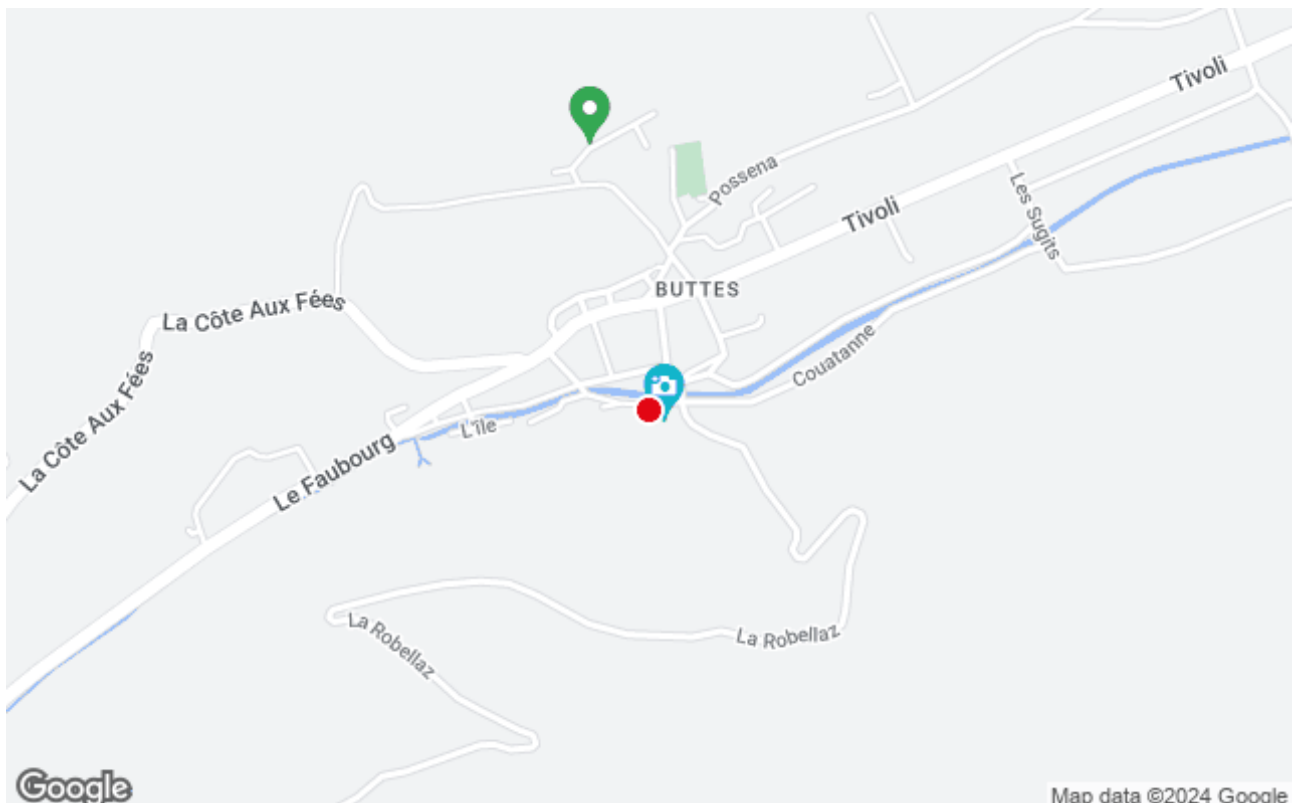 Tivoli
Possena
Les Sugits
Tivoli
BUTTES
La Côte Aux Fées
Couatanne
La Côte Aux Fées
L'île
Le Faubourg
La Robellaz
La Robellaz
Google
Map data ©2024 Google